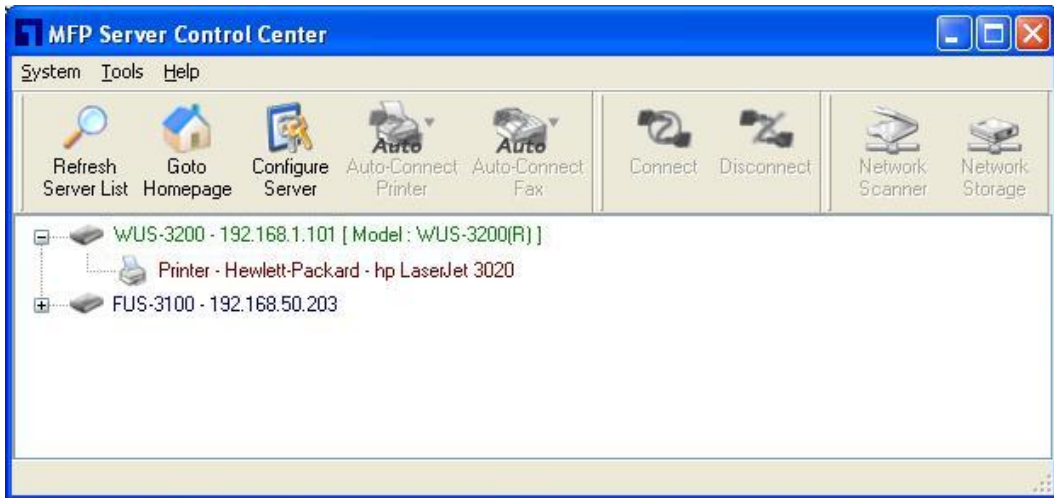 MFP Server Control Center
System Tools Help
Refresh Server List
Goto Homepage
Configure Server
Auto
Auto-Connect Printer
Auto
Auto-Connect Fax
Connect
Disconnect
Network Scanner
Network Storage
WUS-3200 - 192.168.1.101 [ Model : WUS-3200(R) ]
Printer - Hewlett-Packard - hp LaserJet 3020
FUS-3100 - 192.168.50.203